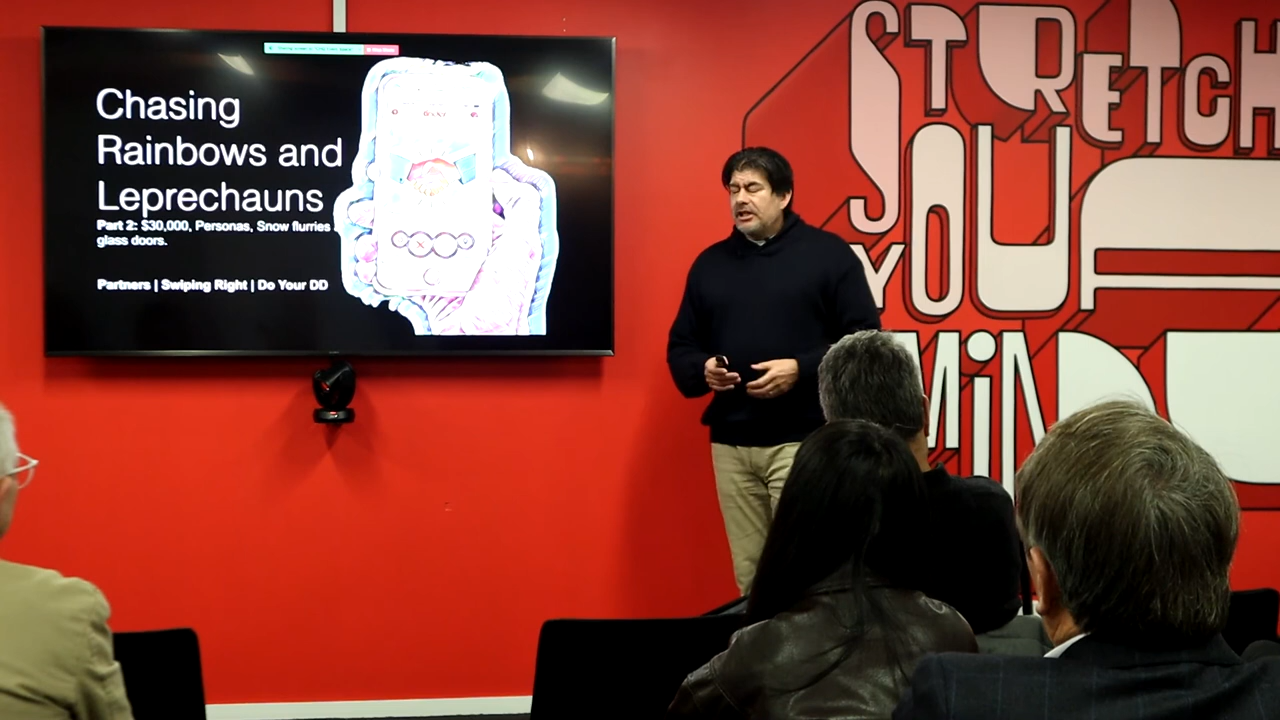 Chasing
Rainbows and
Leprechauns
Part 2: $30,000, Personas, Snow flurries
glass doors.
Partners | Swiping Right | Do Your DD
STRETCH
YOUR
MIND